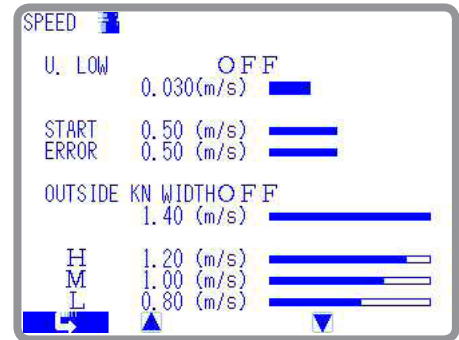 SPEED
U. LOW OFF
0.030(m/s)
START 0.50 (m/s)
ERROR 0.50 (m/s)
OUTSIDE KN WIDTHOFF
1.40 (m/s)
H 1.20 (m/s)
M 1.00 (m/s)
L 0.80 (m/s)